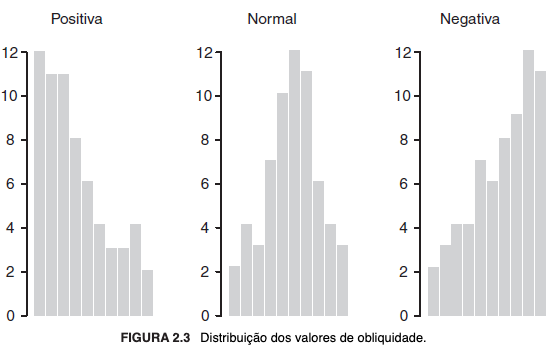 Positiva Normal Negativa
12 12 12
10 10 10
8 8 8
6 6 6
4 4 4
2 2 2
0 0 0
FIGURA 2.3 Distribuição dos valores de obliquidade.